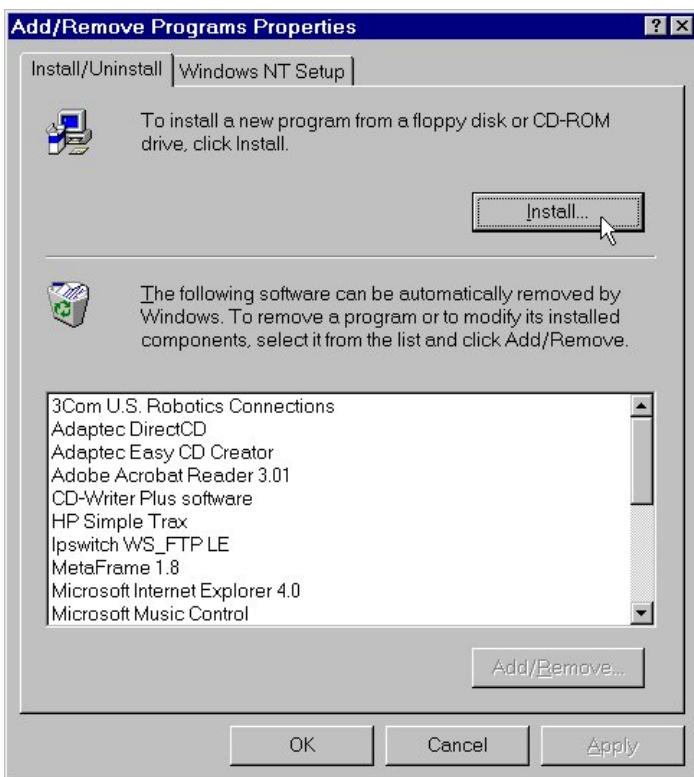 Add/Remove Programs Properties
Install/Uninstall
Windows NT Setup
To install a new program from a floppy disk or CD-ROM
drive, click Install.
Install...
The following software can be automatically removed by
Windows. To remove a program or to modify its installed
components, select it from the list and click Add/Remove.
3Com U.S. Robotics Connections
Adaptec DirectCD
Adaptec Easy CD Creator
Adobe Acrobat Reader 3.01
CD-Writer Plus software
HP Simple Trax
Ipswitch WS_FTP LE
MetaFrame 1.8
Microsoft Internet Explorer 4.0
Microsoft Music Control
Add/Remove...
OK
Cancel
Apply